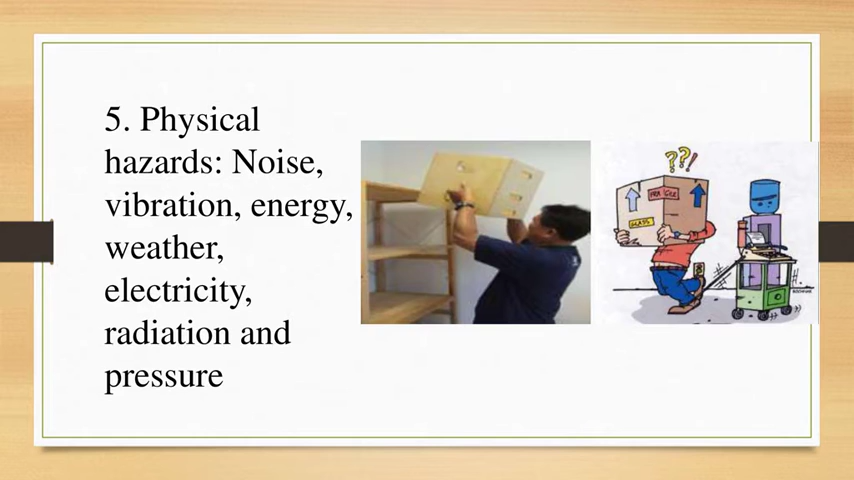 5. Physical
hazards: Noise,
vibration, energy,
weather,
electricity,
radiation and
pressure
??!
FRAGILE
GLASS